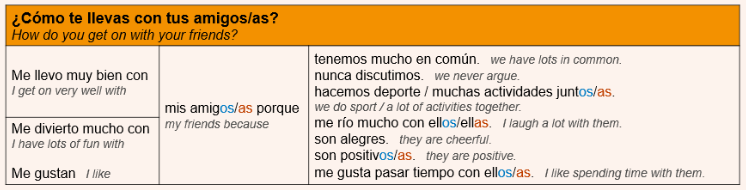 ¿Cómo te llevas con tus amigos/as?
How do you get on with your friends?
Me llevo muy bien con
I get on very well with
Me divierto mucho con
I have lots of fun with
Me gustan I like
mis amigos/as porque
my friends because
tenemos mucho en común. we have lots in common.
nunca discutimos. we never argue.
hacemos deporte / muchas actividades juntos/as.
we do sport / a lot of activities together.
me río mucho con ellos/ellas. I laugh a lot with them.
son alegres. they are cheerful.
son positivos/as. they are positive.
me gusta pasar tiempo con ellos/as. I like spending time with them.